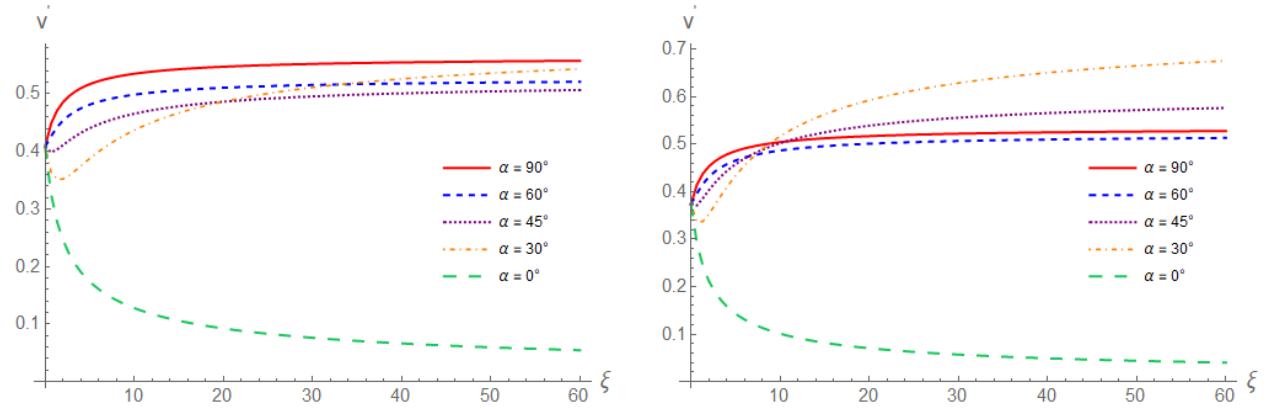 v
0.5
0.4
0.3
0.2
0.1
10 20 30 40 50 60 ξ
α = 90°
α = 60°
α = 45°
α = 30°
α = 0°
v
0.7
0.6
0.5
0.4
0.3
0.2
0.1
10 20 30 40 50 60 ξ
α = 90°
α = 60°
α = 45°
α = 30°
α = 0°